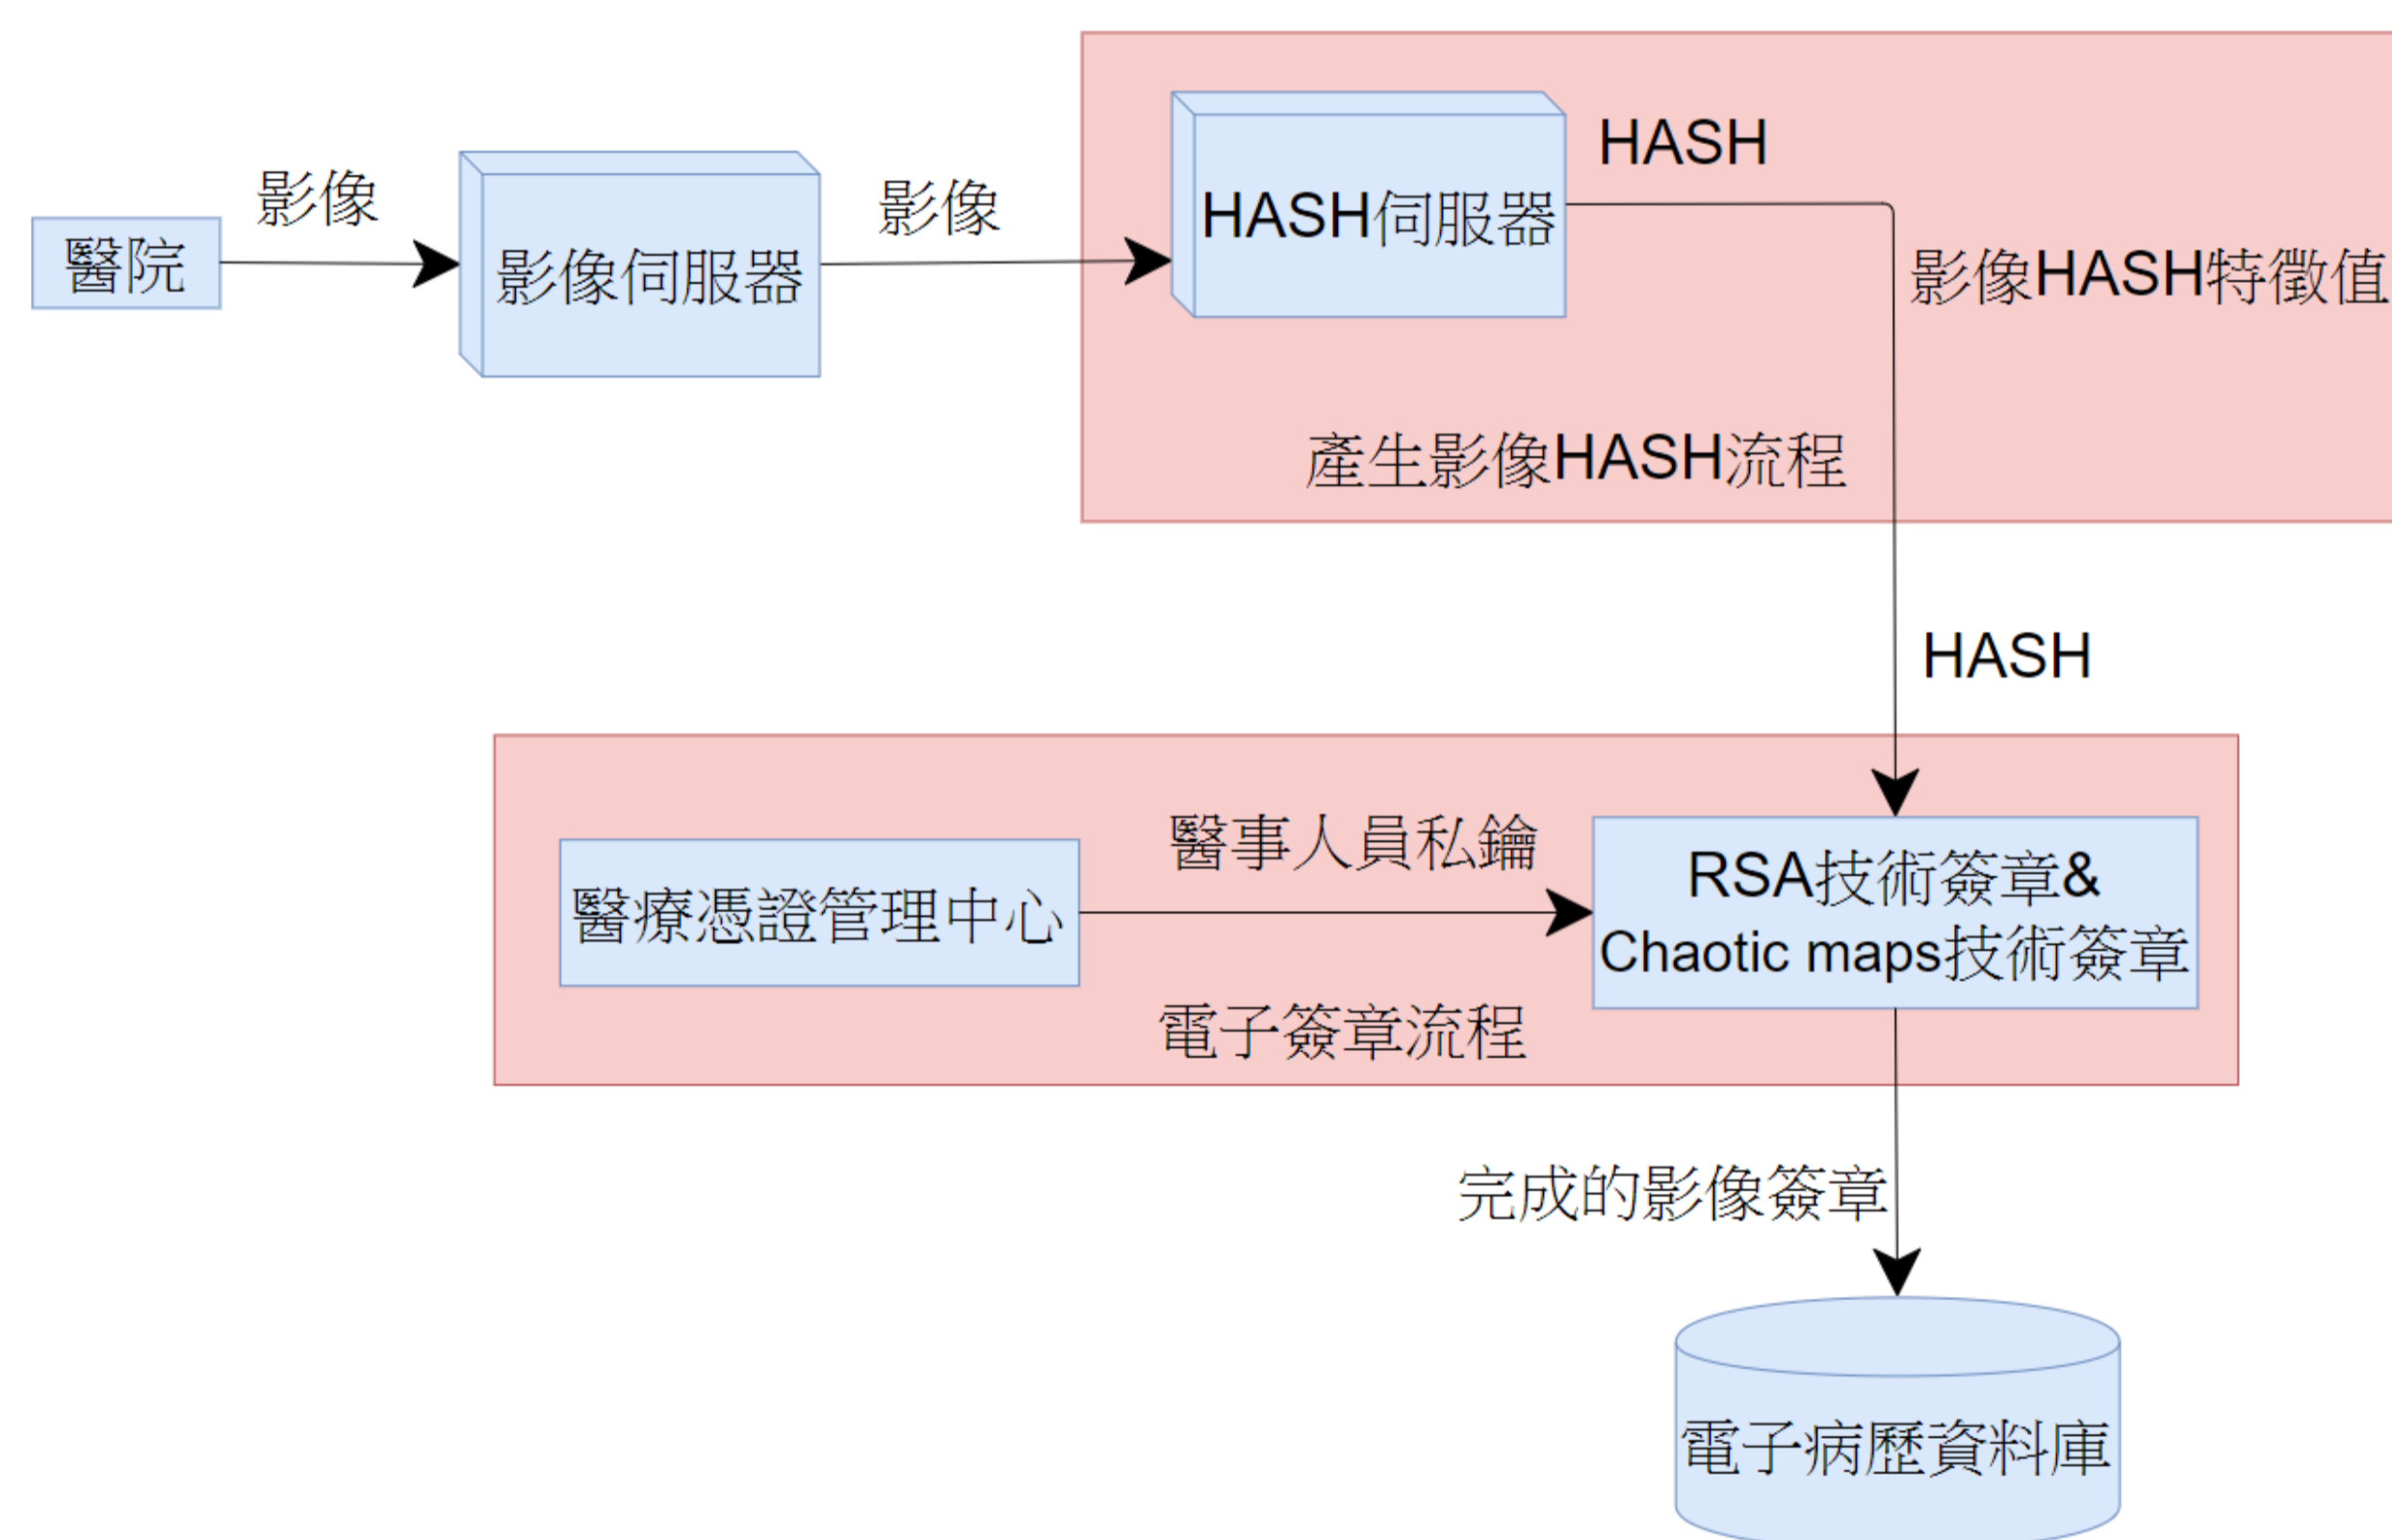 醫院
影像
影像伺服器
影像
HASH伺服器
HASH
影像HASH特徵值
產生影像HASH流程
HASH
醫療憑證管理中心
醫事人員私鑰
電子簽章流程
RSA技術簽章&
Chaotic maps技術簽章
完成的影像簽章
電子病歷資料庫